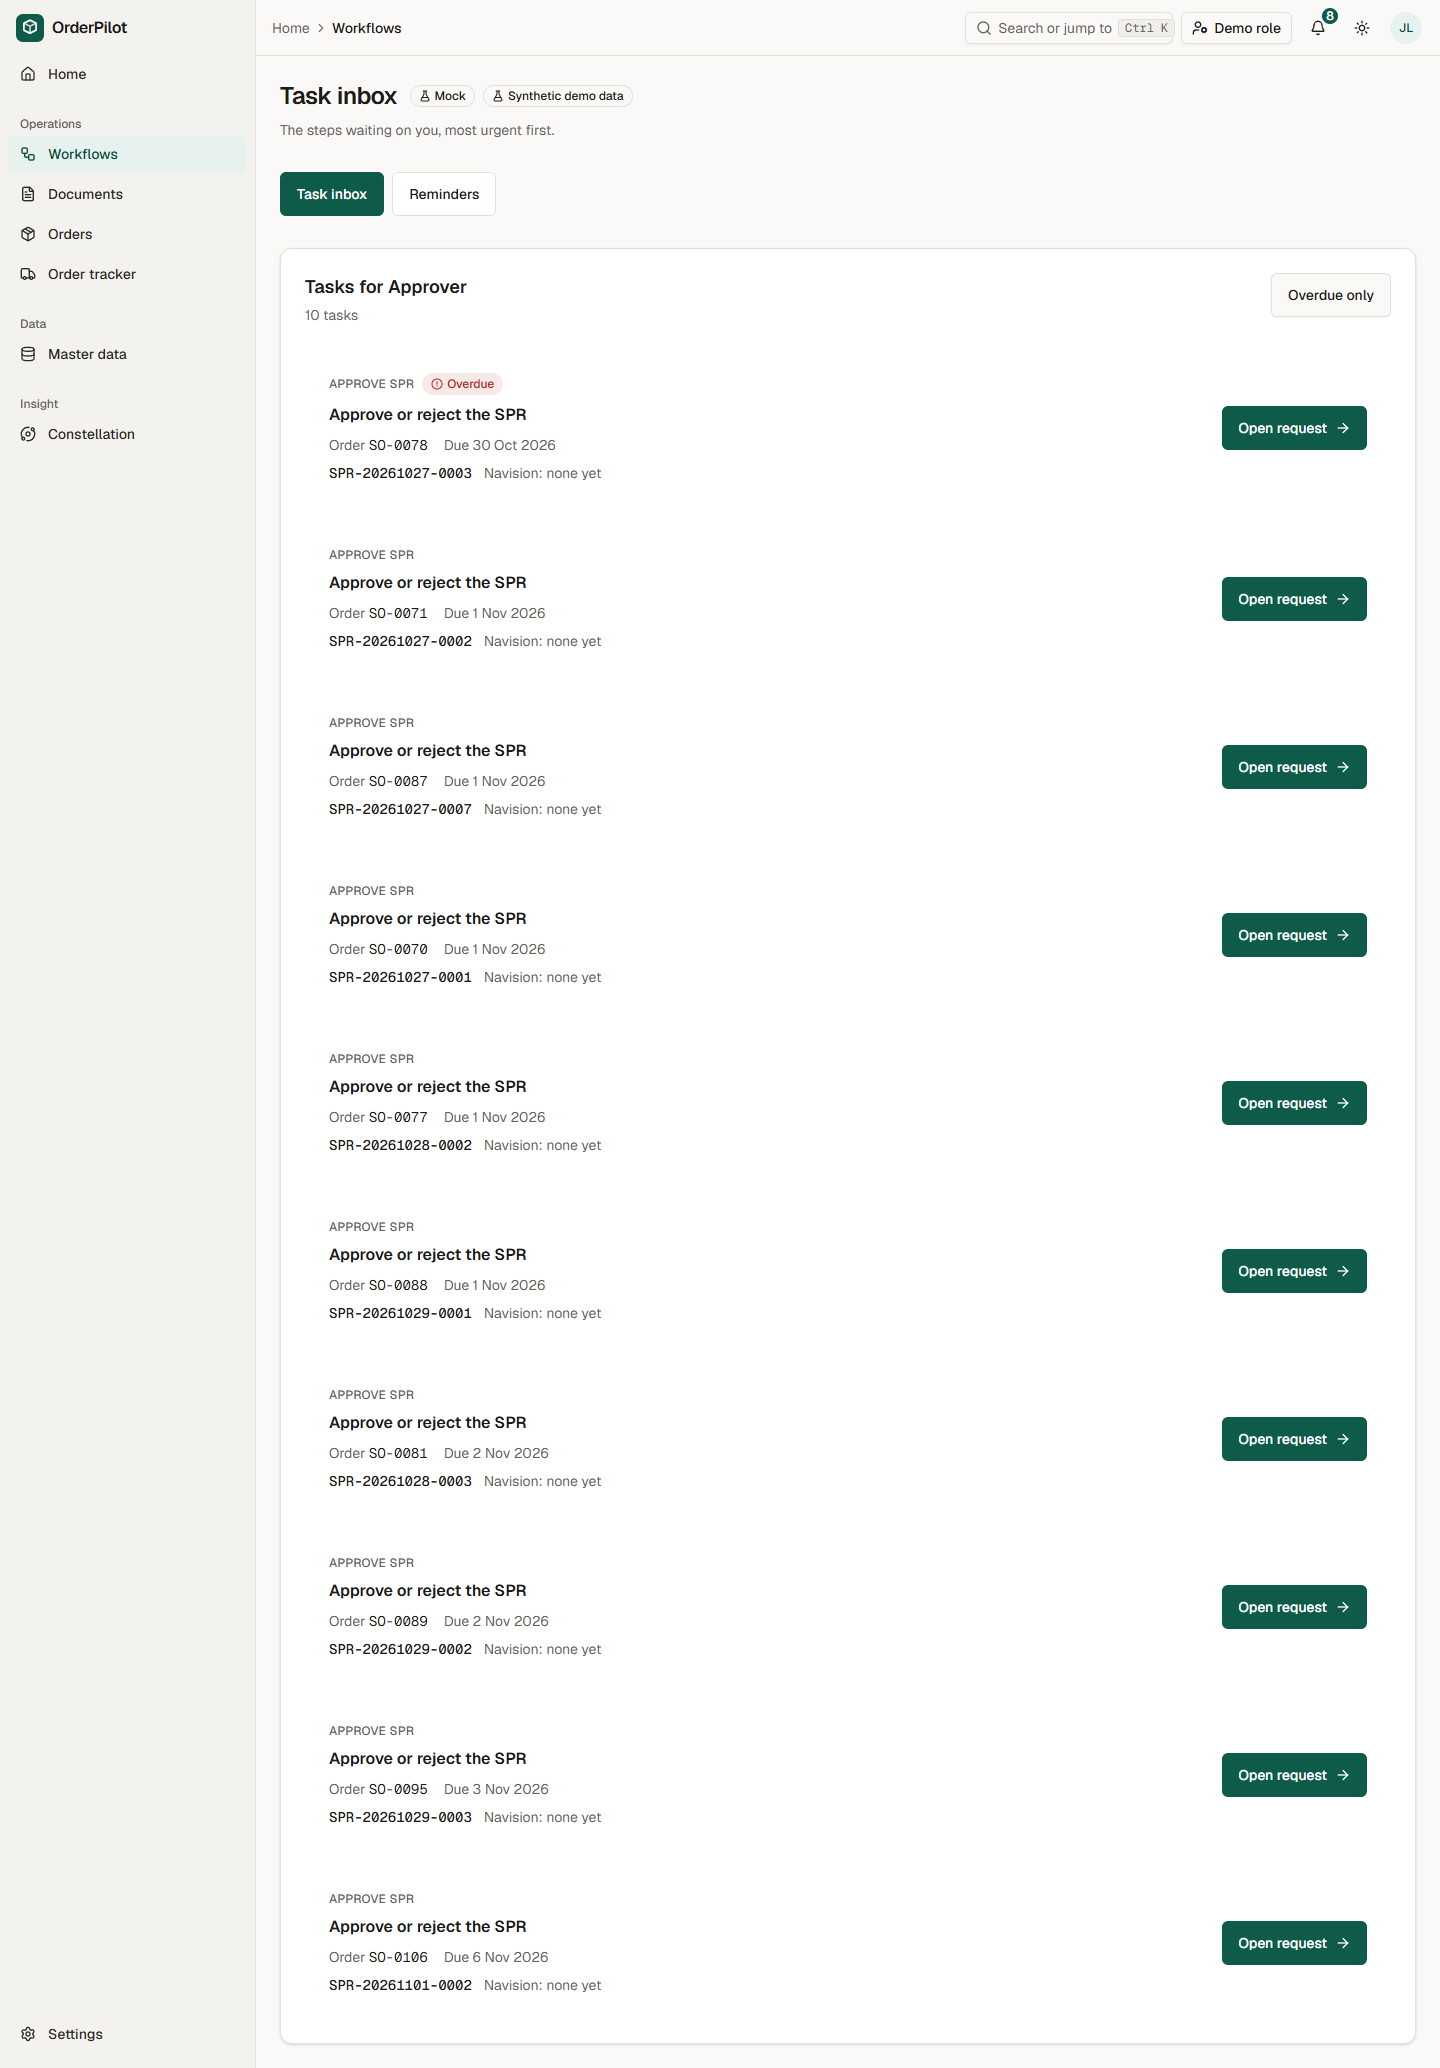 OrderPilot
Home
Operations
Workflows
Documents
Orders
Order tracker
Data
Master data
Insight
Constellation
Settings
Home > Workflows
Search or jump to Ctrl K
Demo role
8
JL
Task inbox
Mock
Synthetic demo data
The steps waiting on you, most urgent first.
Task inbox
Reminders
Tasks for Approver
10 tasks
Overdue only
APPROVE SPR Overdue
Approve or reject the SPR
Order SO-0078 Due 30 Oct 2026
SPR-20261027-0003 Navision: none yet
Open request
APPROVE SPR
Approve or reject the SPR
Order SO-0071 Due 1 Nov 2026
SPR-20261027-0002 Navision: none yet
Open request
APPROVE SPR
Approve or reject the SPR
Order SO-0087 Due 1 Nov 2026
SPR-20261027-0007 Navision: none yet
Open request
APPROVE SPR
Approve or reject the SPR
Order SO-0070 Due 1 Nov 2026
SPR-20261027-0001 Navision: none yet
Open request
APPROVE SPR
Approve or reject the SPR
Order SO-0077 Due 1 Nov 2026
SPR-20261028-0002 Navision: none yet
Open request
APPROVE SPR
Approve or reject the SPR
Order SO-0088 Due 1 Nov 2026
SPR-20261029-0001 Navision: none yet
Open request
APPROVE SPR
Approve or reject the SPR
Order SO-0081 Due 2 Nov 2026
SPR-20261028-0003 Navision: none yet
Open request
APPROVE SPR
Approve or reject the SPR
Order SO-0089 Due 2 Nov 2026
SPR-20261029-0002 Navision: none yet
Open request
APPROVE SPR
Approve or reject the SPR
Order SO-0095 Due 3 Nov 2026
SPR-20261029-0003 Navision: none yet
Open request
APPROVE SPR
Approve or reject the SPR
Order SO-0106 Due 6 Nov 2026
SPR-20261101-0002 Navision: none yet
Open request